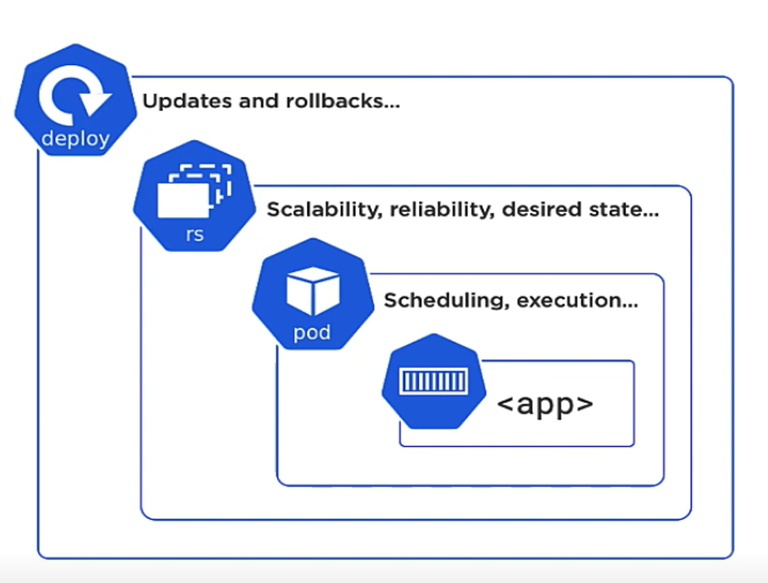 Updates and rollbacks...
deploy
Scalability, reliability, desired state...
rs
Scheduling, execution...
pod
<app>